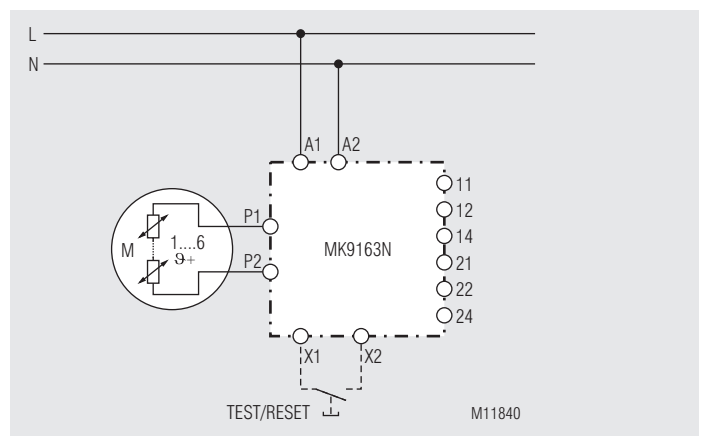 L
N
A1 A2
11
12
14
21
22
24
P1
P2
M
1....6
ϑ+
MK9163N
X1 X2
TEST/RESET
M11840